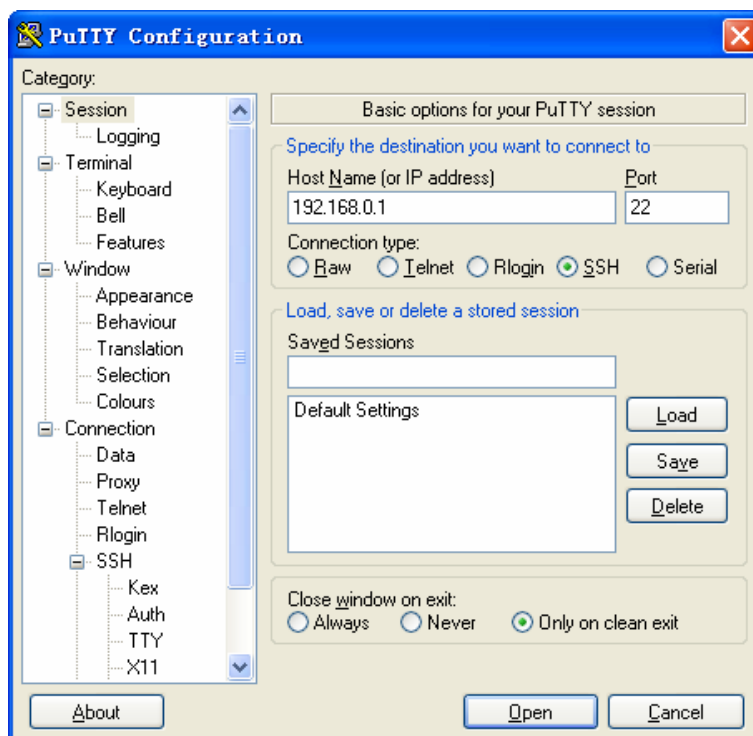 PuTTY Configuration
Category:
Session
Logging
Terminal
Keyboard
Bell
Features
Window
Appearance
Behaviour
Translation
Selection
Colours
Connection
Data
Proxy
Telnet
Rlogin
SSH
Kex
Auth
TTY
X11
Basic options for your PuTTY session
Specify the destination you want to connect to
Host Name (or IP address) Port
192.168.0.1 22
Connection type:
Raw Telnet Rlogin SSH Serial
Load, save or delete a stored session
Saved Sessions
Default Settings
Load
Save
Delete
Close window on exit:
Always Never Only on clean exit
About Open Cancel